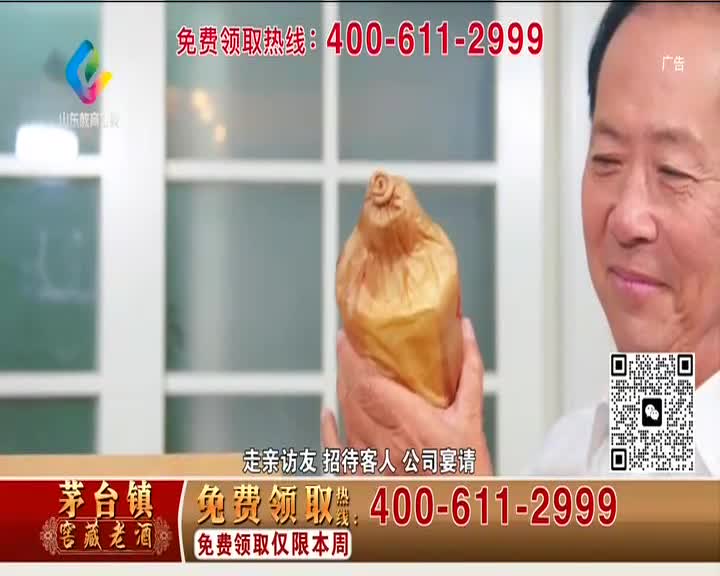 免费领取热线：400-611-2999
广告
山东教育卫视
走亲访友 招待客人 公司宴请
茅台镇
窖藏老酒
免费领取热线：400-611-2999
免费领取仅限本周